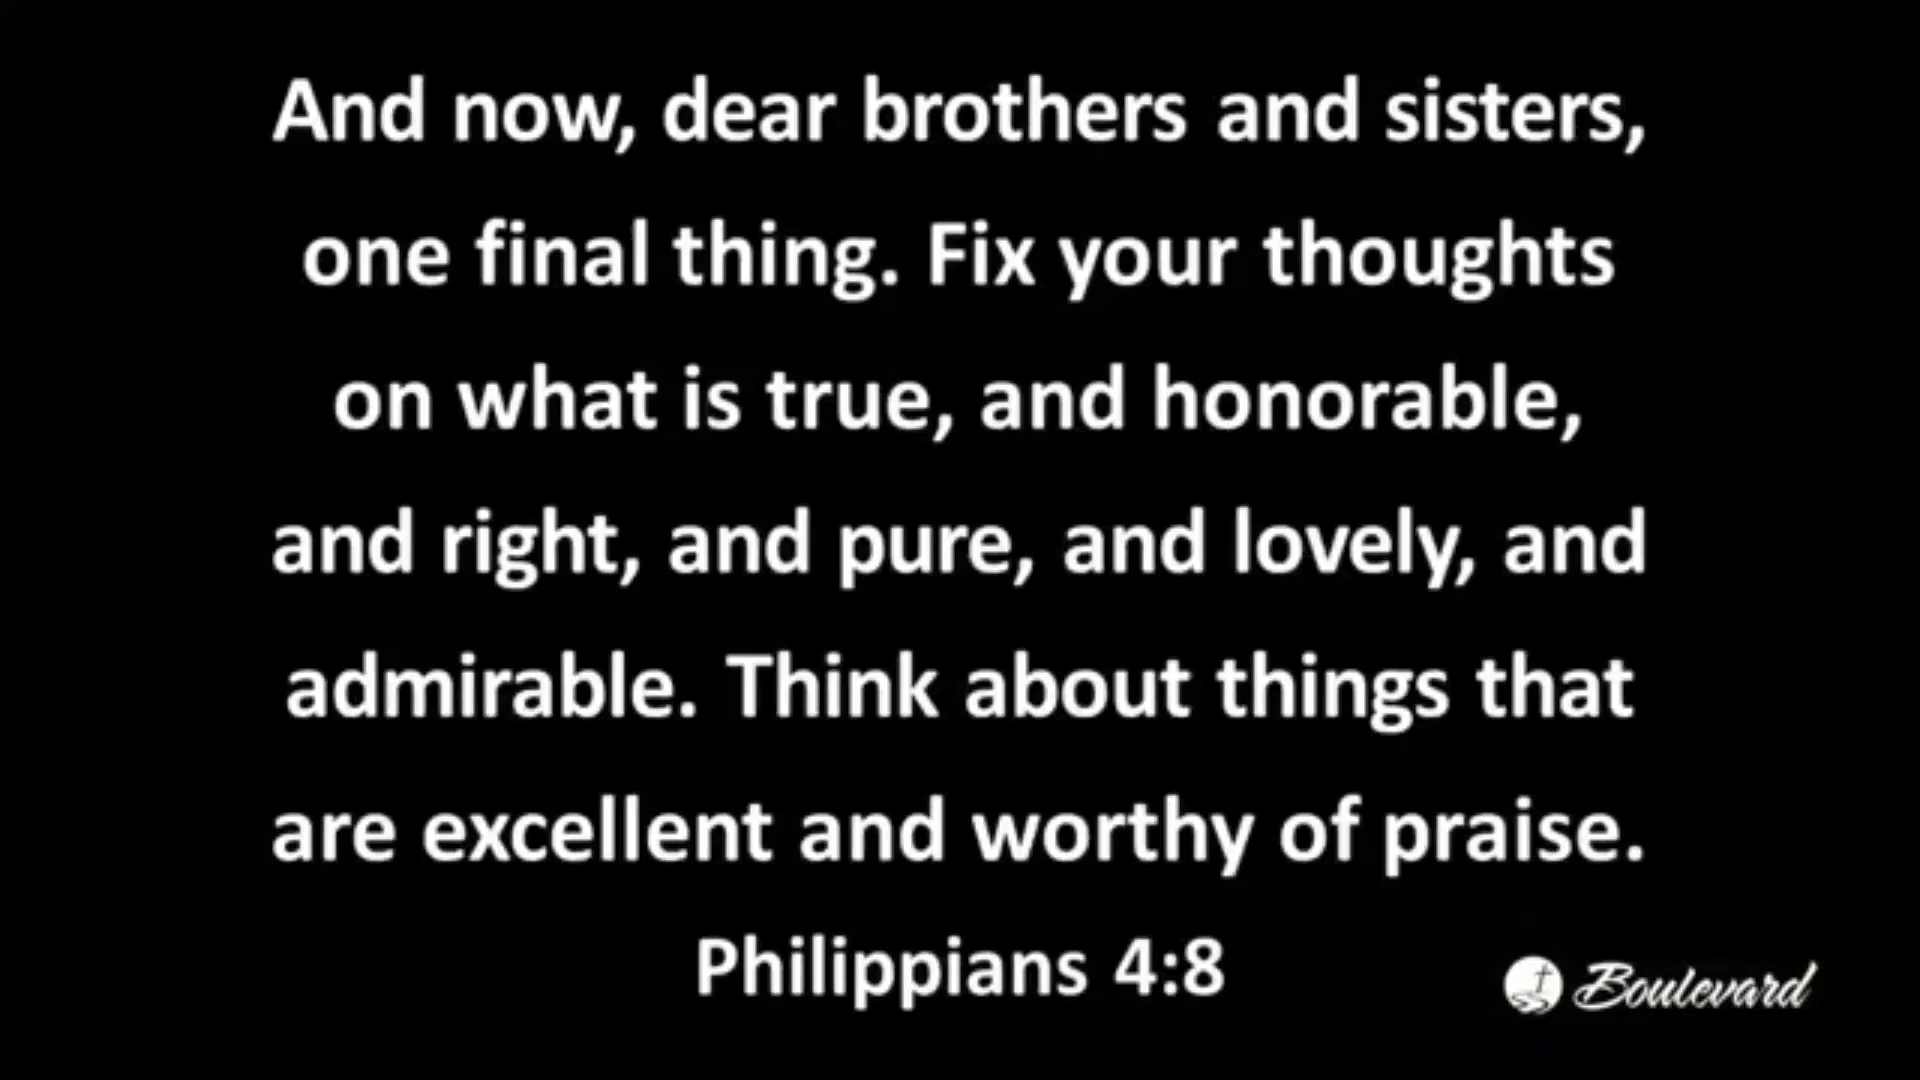 And now, dear brothers and sisters,
one final thing. Fix your thoughts
on what is true, and honorable,
and right, and pure, and lovely, and
admirable. Think about things that
are excellent and worthy of praise.
Philippians 4:8
Boulevard